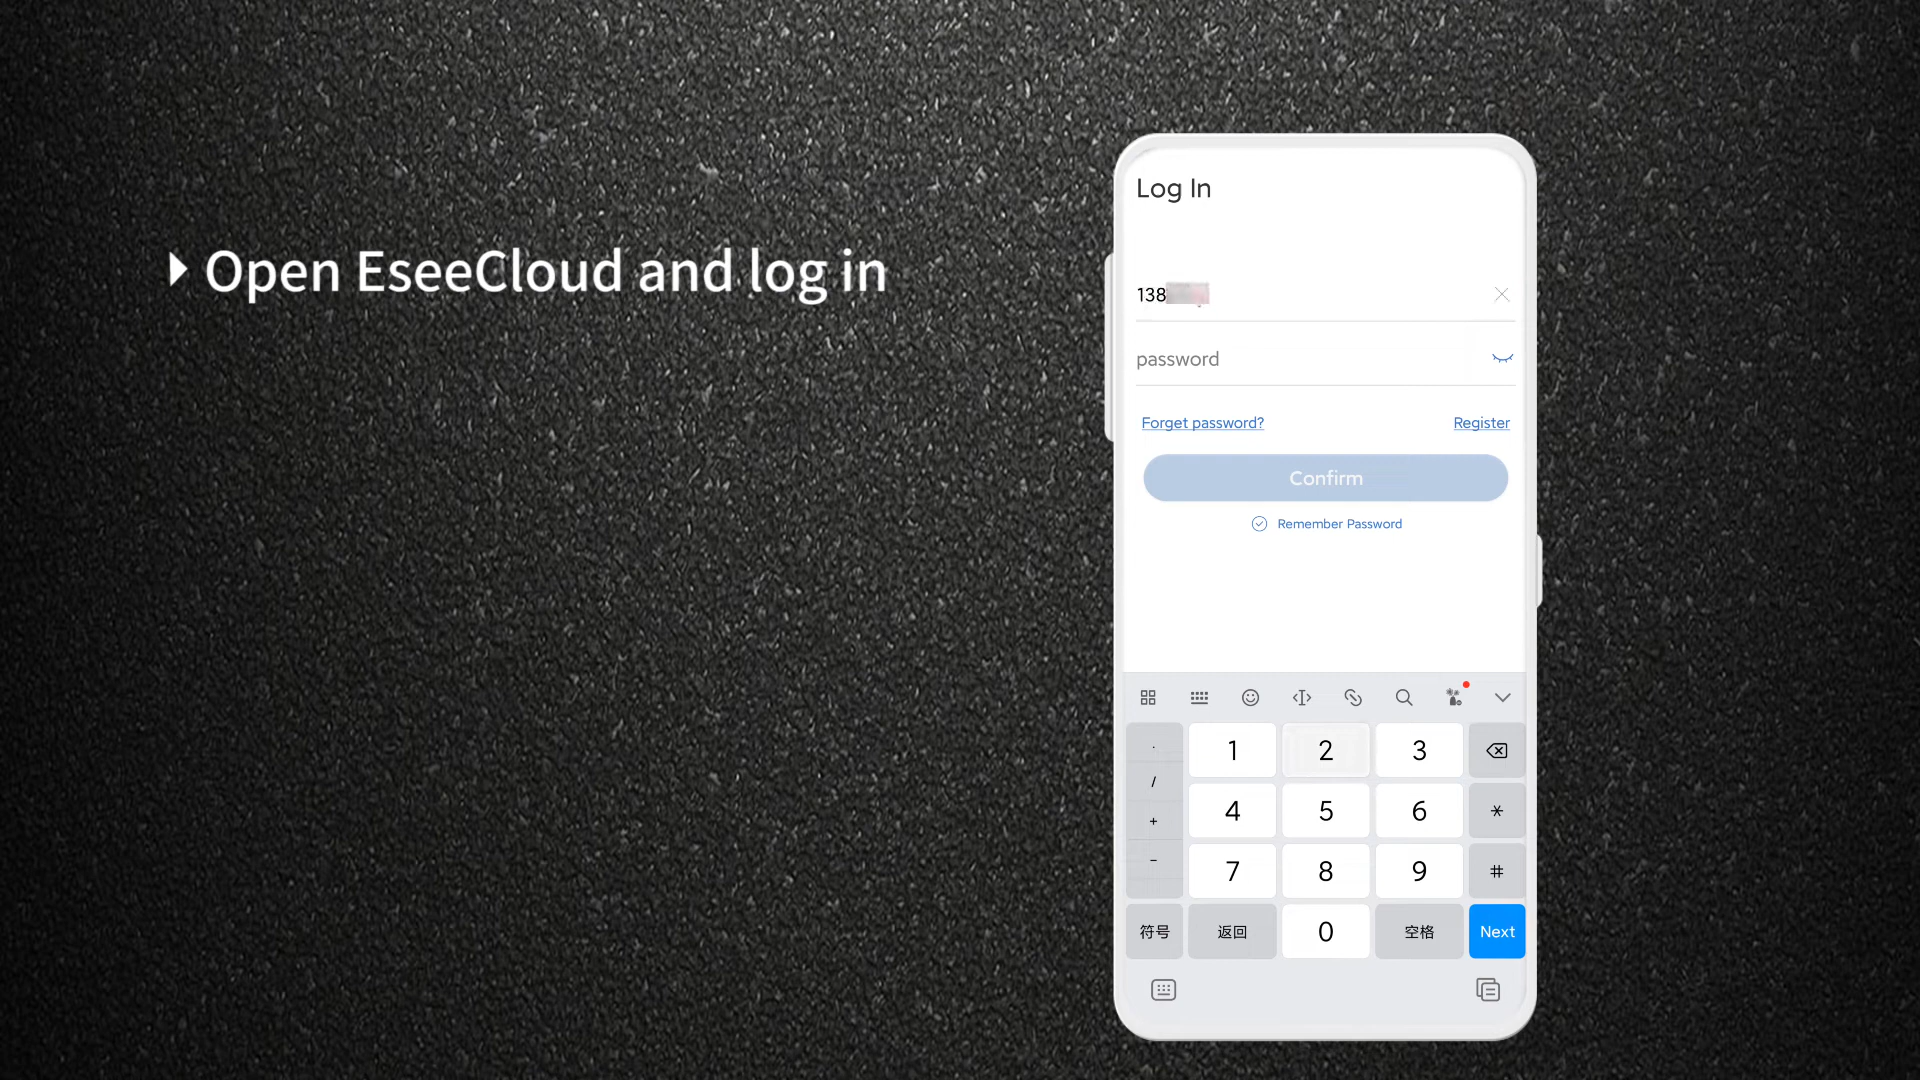 Open EseeCloud and log in
Log In
138
password
Forget password? Register
Confirm
Remember Password
. 1 2 3
/ 4 5 6 *
+
- 7 8 9 #
符号 返回 0 空格 Next